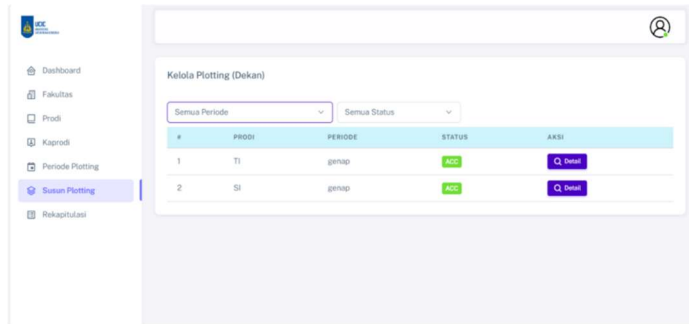 Dashboard
Fakultas
Prodi
Kaprodi
Periode Plotting
Susun Plotting
Rekapitulasi
Kelola Plotting (Dekan)
Semua Periode Semua Status
# PRODI PERIODE STATUS AKSI
1 TI genap ACC Detail
2 SI genap ACC Detail